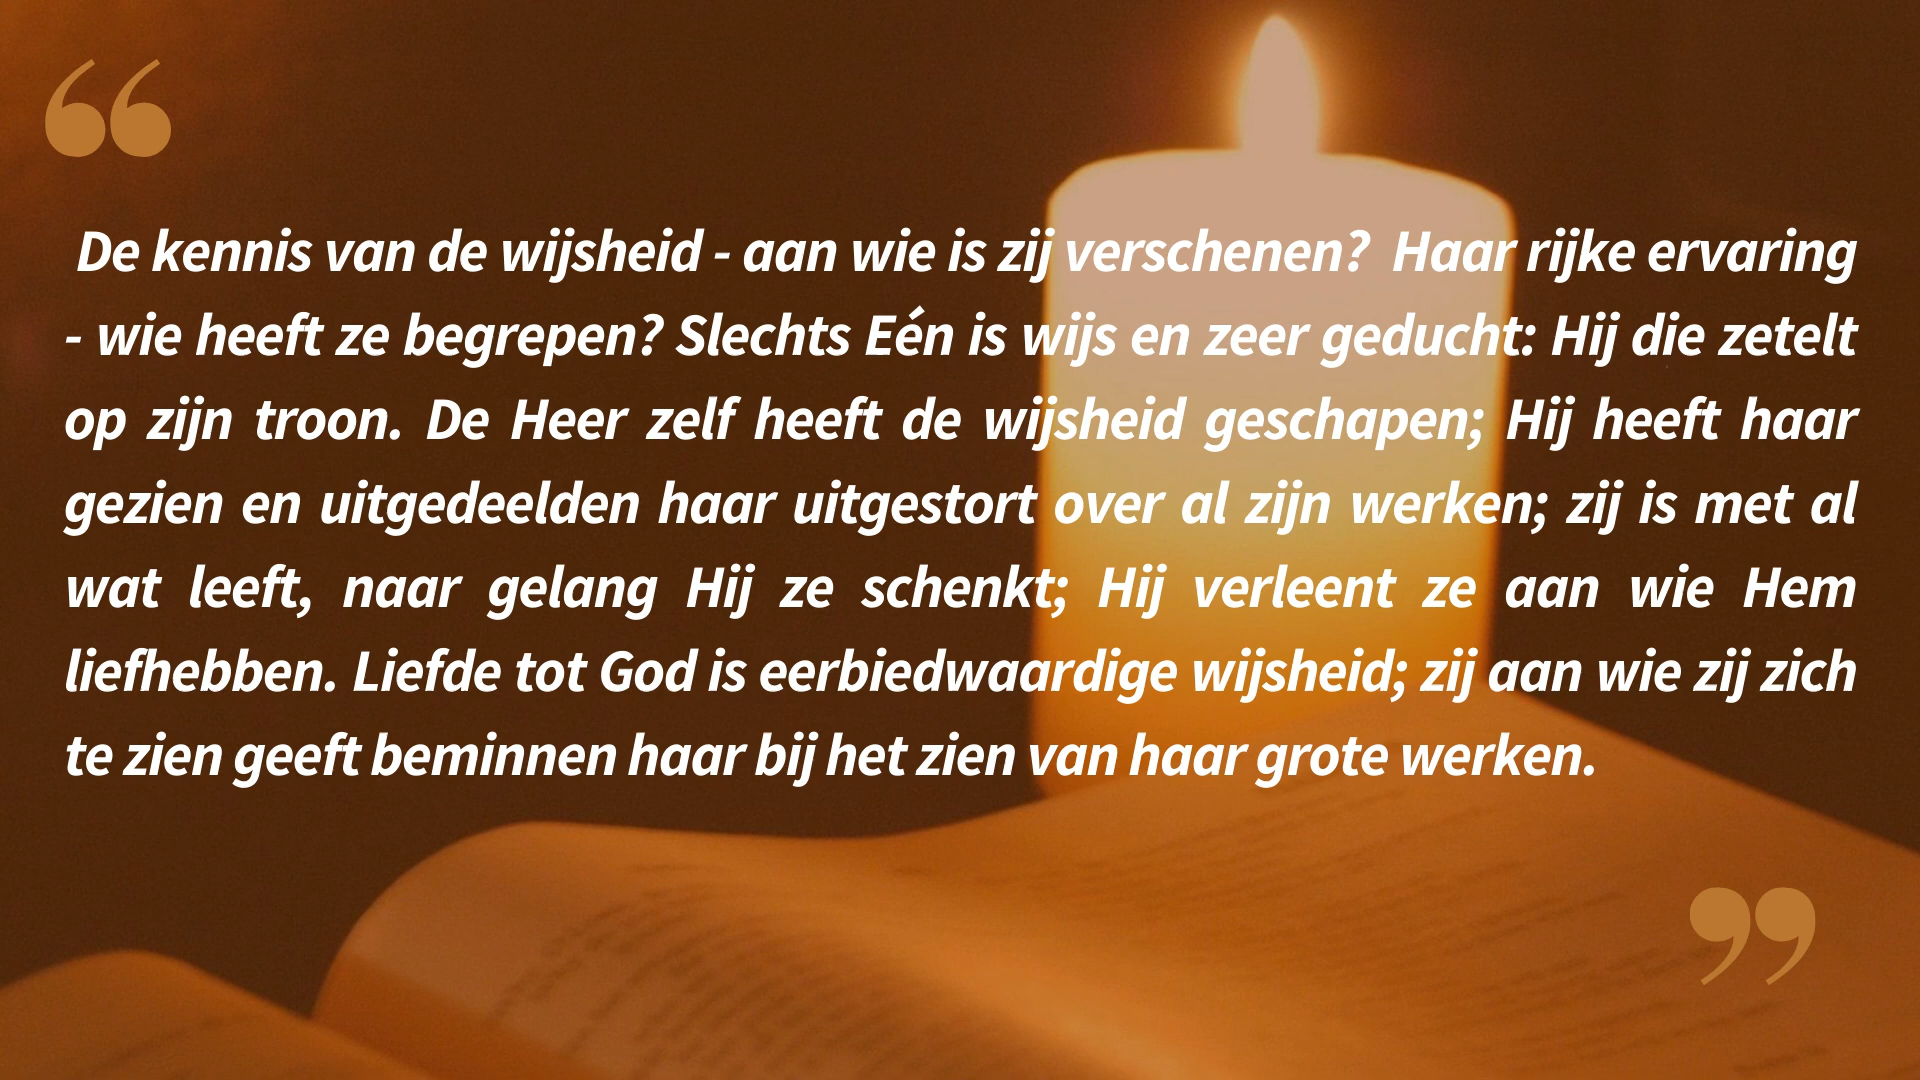 “
De kennis van de wijsheid - aan wie is zij verschenen? Haar rijke ervaring
- wie heeft ze begrepen? Slechts Eén is wijs en zeer geducht: Hij die zetelt
op zijn troon. De Heer zelf heeft de wijsheid geschapen; Hij heeft haar
gezien en uitgedeelden haar uitgestort over al zijn werken; zij is met al
wat leeft, naar gelang Hij ze schenkt; Hij verleent ze aan wie Hem
liefhebben. Liefde tot God is eerbiedwaardige wijsheid; zij aan wie zij zich
te zien geeft beminnen haar bij het zien van haar grote werken.
”